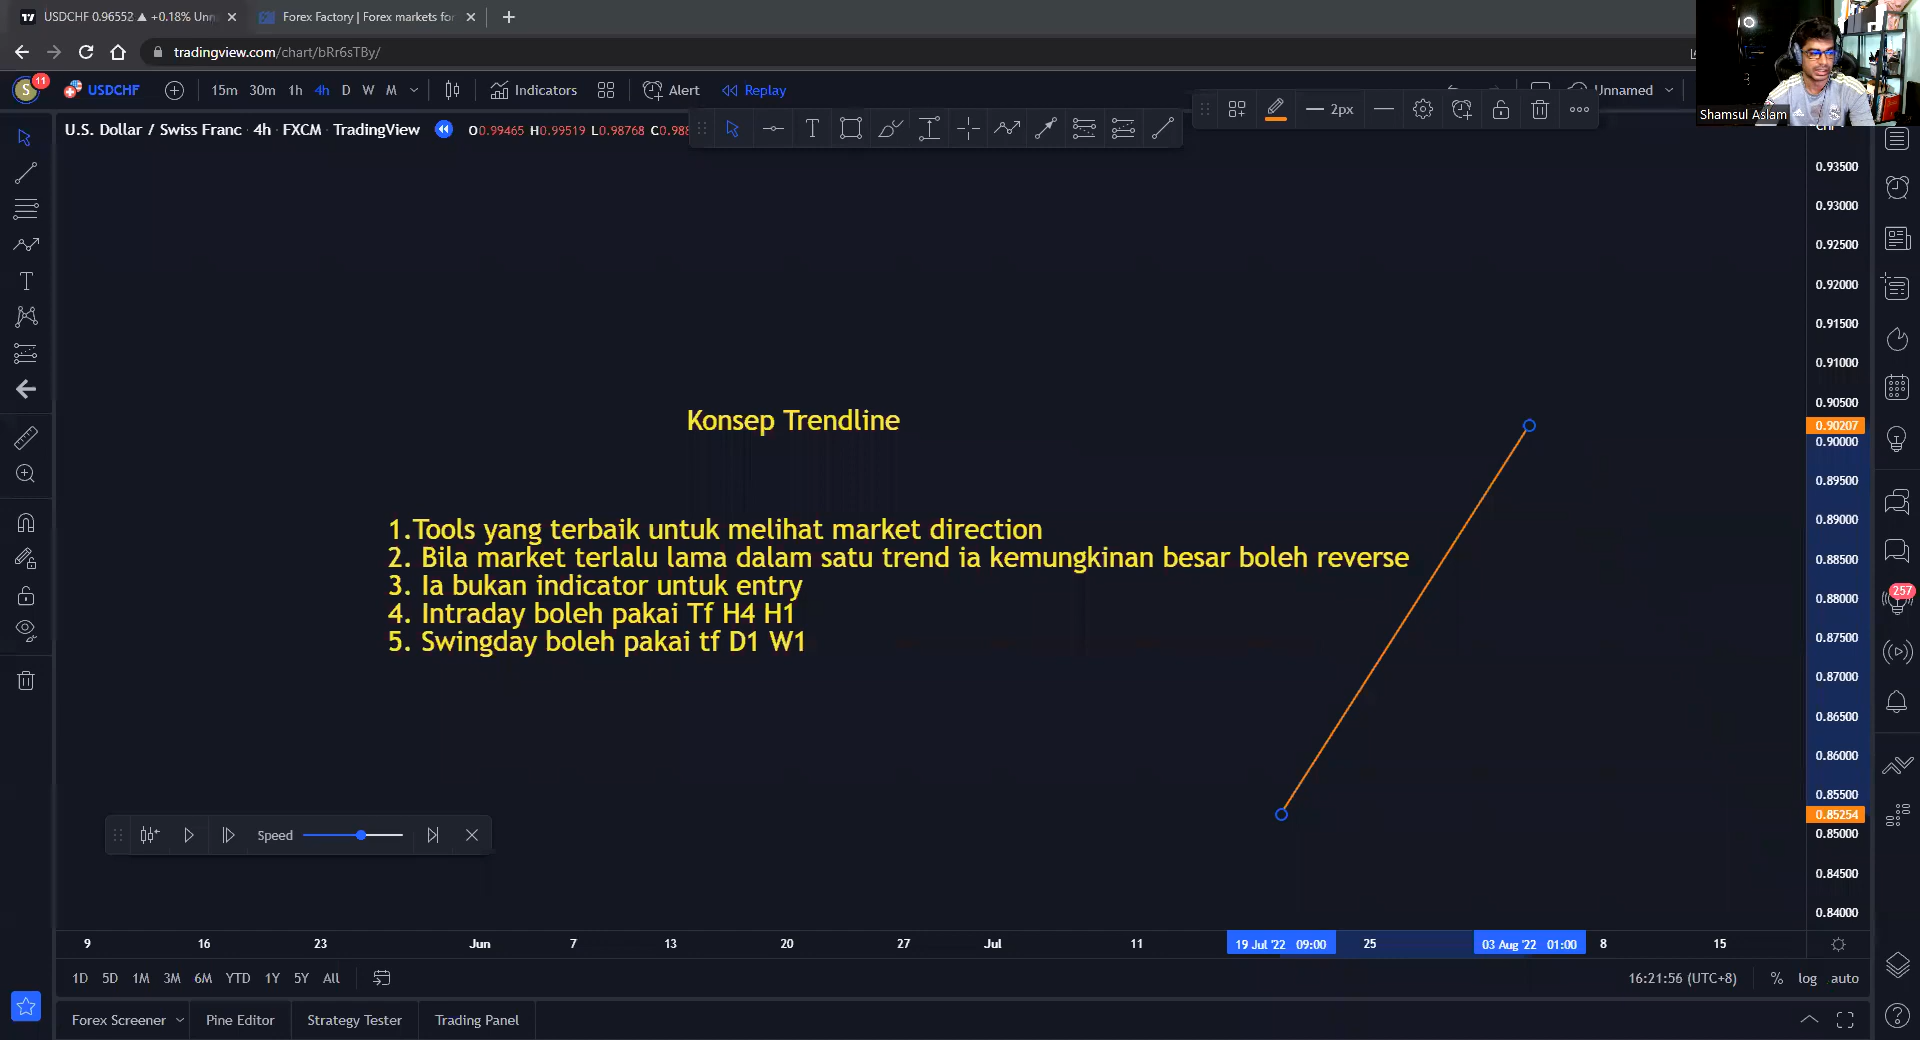 USDCHF 0.96552 ▲ +0.18% Unn
Forex Factory | Forex markets for
tradingview.com/chart/bRr6sTBy/
S
11
USDCHF
15m 30m 1h 4h D W M
Indicators
Alert
Replay
Unnamed
U.S. Dollar / Swiss Franc · 4h · FXCM · TradingView
O0.99465 H0.99519 L0.98768
2px
Shamsul Aslam
0.93500
0.93000
0.92500
0.92000
0.91500
0.91000
0.90500
0.90207
0.90000
0.89500
0.89000
0.88500
0.88000
0.87500
0.87000
0.86500
0.86000
0.85500
0.85254
0.85000
0.84500
0.84000
257
Konsep Trendline
1.Tools yang terbaik untuk melihat market direction
2. Bila market terlalu lama dalam satu trend ia kemungkinan besar boleh reverse
3. Ia bukan indicator untuk entry
4. Intraday boleh pakai Tf H4 H1
5. Swingday boleh pakai tf D1 W1
Speed
9 16 23 Jun 7 13 20 27 Jul 11 19 Jul '22 09:00 25 03 Aug '22 01:00 8 15
1D 5D 1M 3M 6M YTD 1Y 5Y All
16:21:56 (UTC+8) % log auto
Forex Screener
Pine Editor
Strategy Tester
Trading Panel